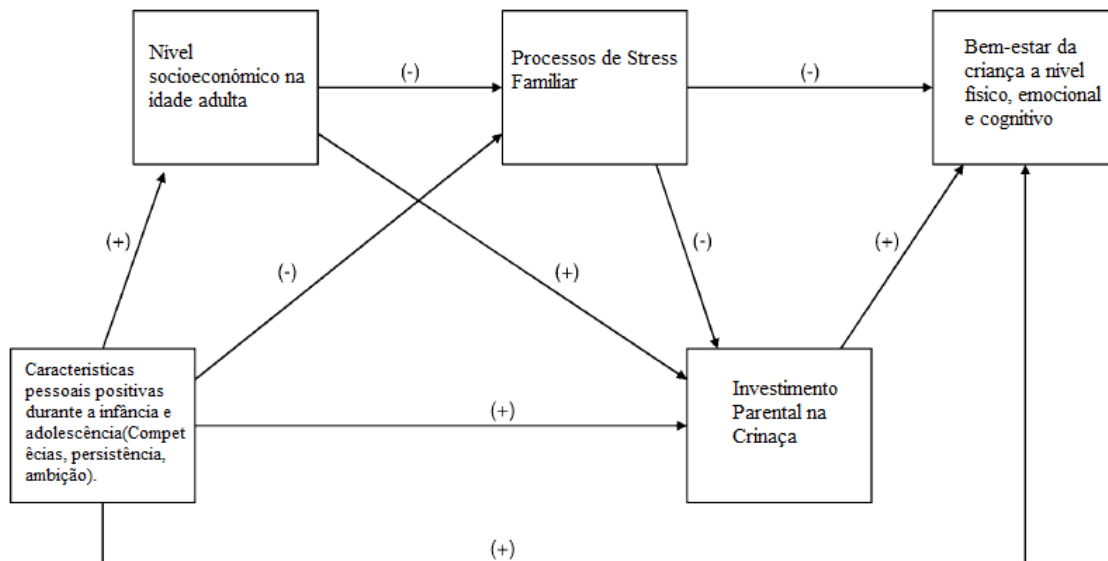 Nível
socioeconómico na
idade adulta
(-)
Processos de Stress
Familiar
(-)
Bem-estar da
criança a nível
físico, emocional
e cognitivo
(+)
(-)
(+)
(-)
(+)
Caracteristicas
pessoais positivas
durante a infância e
adolescência(Compet
êcias, persistência,
ambição).
(+)
Investimento
Parental na
Crinaça
(+)